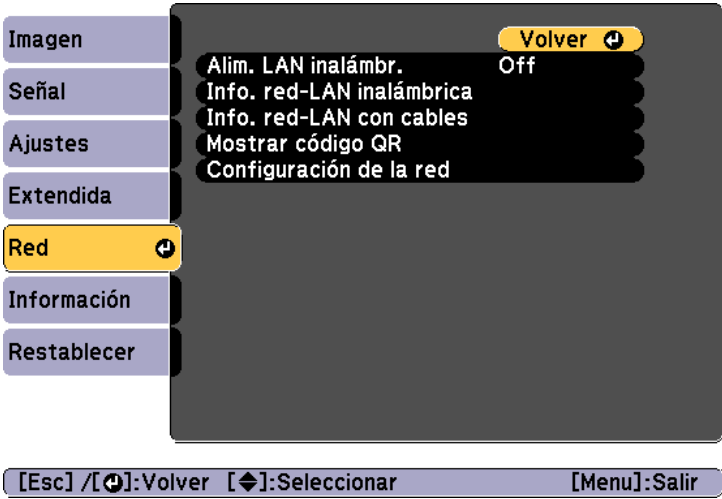 Imagen
Señal
Ajustes
Extendida
Red
Información
Restablecer
Volver
Alim. LAN inalámbr. Off
Info. red-LAN inalámbrica
Info. red-LAN con cables
Mostrar código QR
Configuración de la red
[Esc] /[⏎]:Volver [◆]:Seleccionar [Menu]:Salir